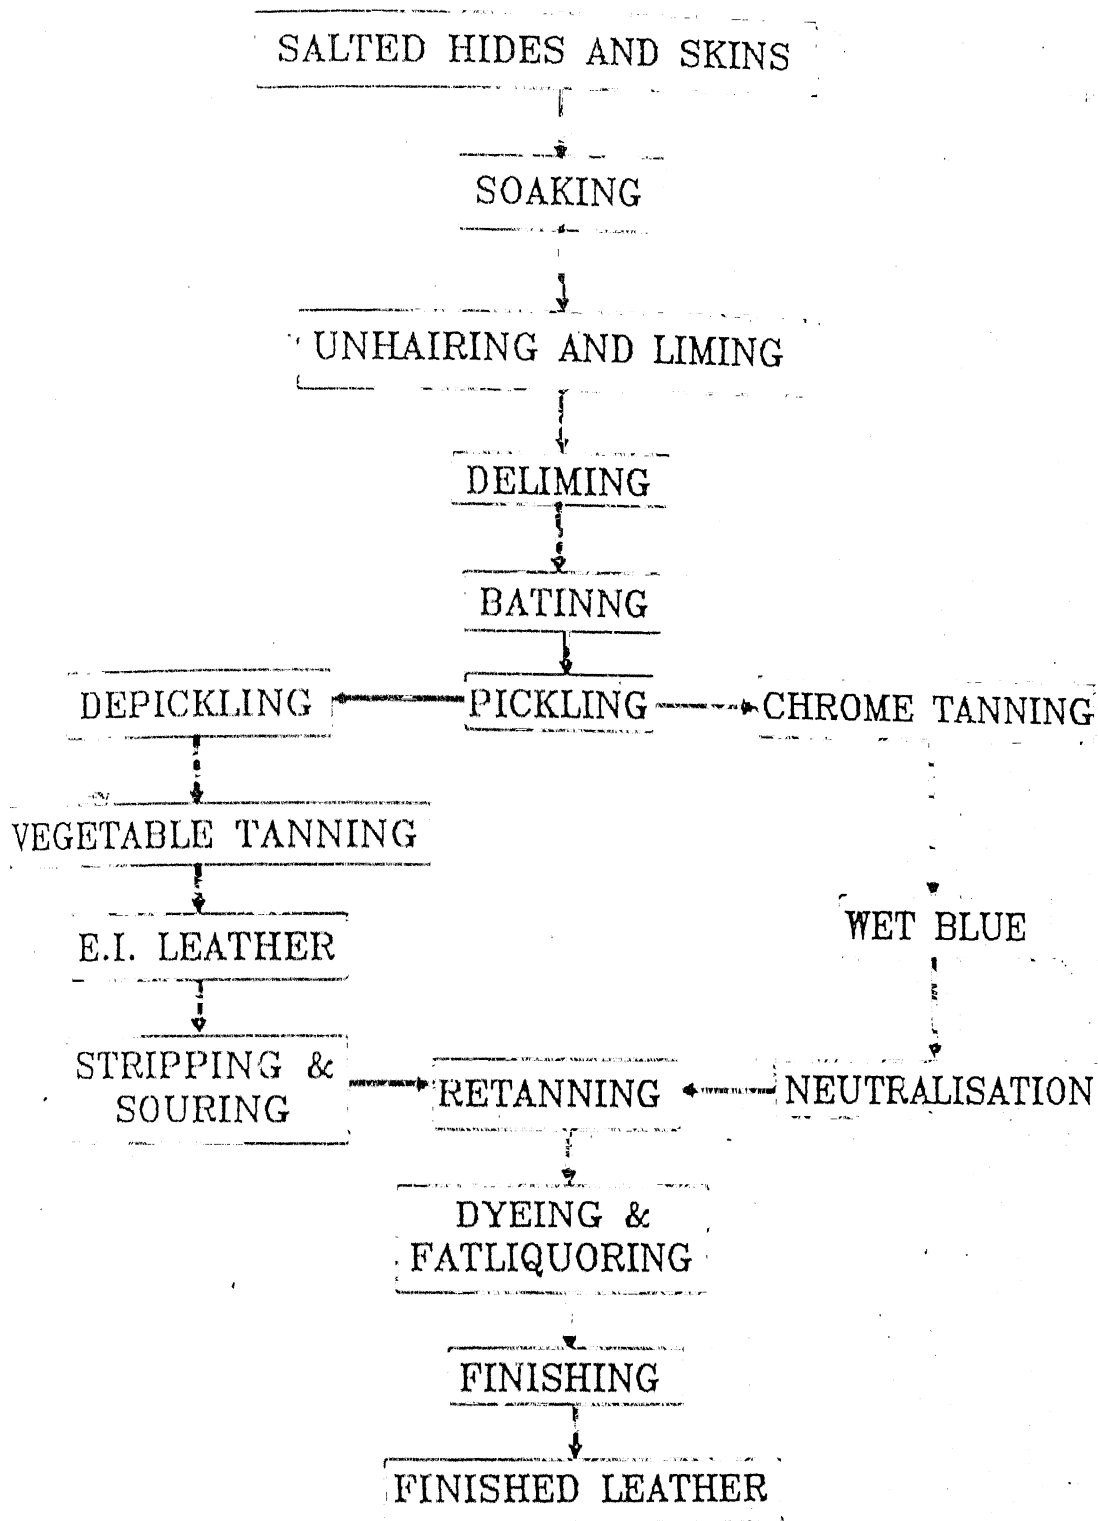 SALTED HIDES AND SKINS
SOAKING
UNHAIRING AND LIMING
DELIMING
BATINNG
DEPICKLING
PICKLING
CHROME TANNING
VEGETABLE TANNING
E.I. LEATHER
WET BLUE
STRIPPING &
SOURING
RETANNING
NEUTRALISATION
DYEING &
FATLIQUORING
FINISHING
FINISHED LEATHER